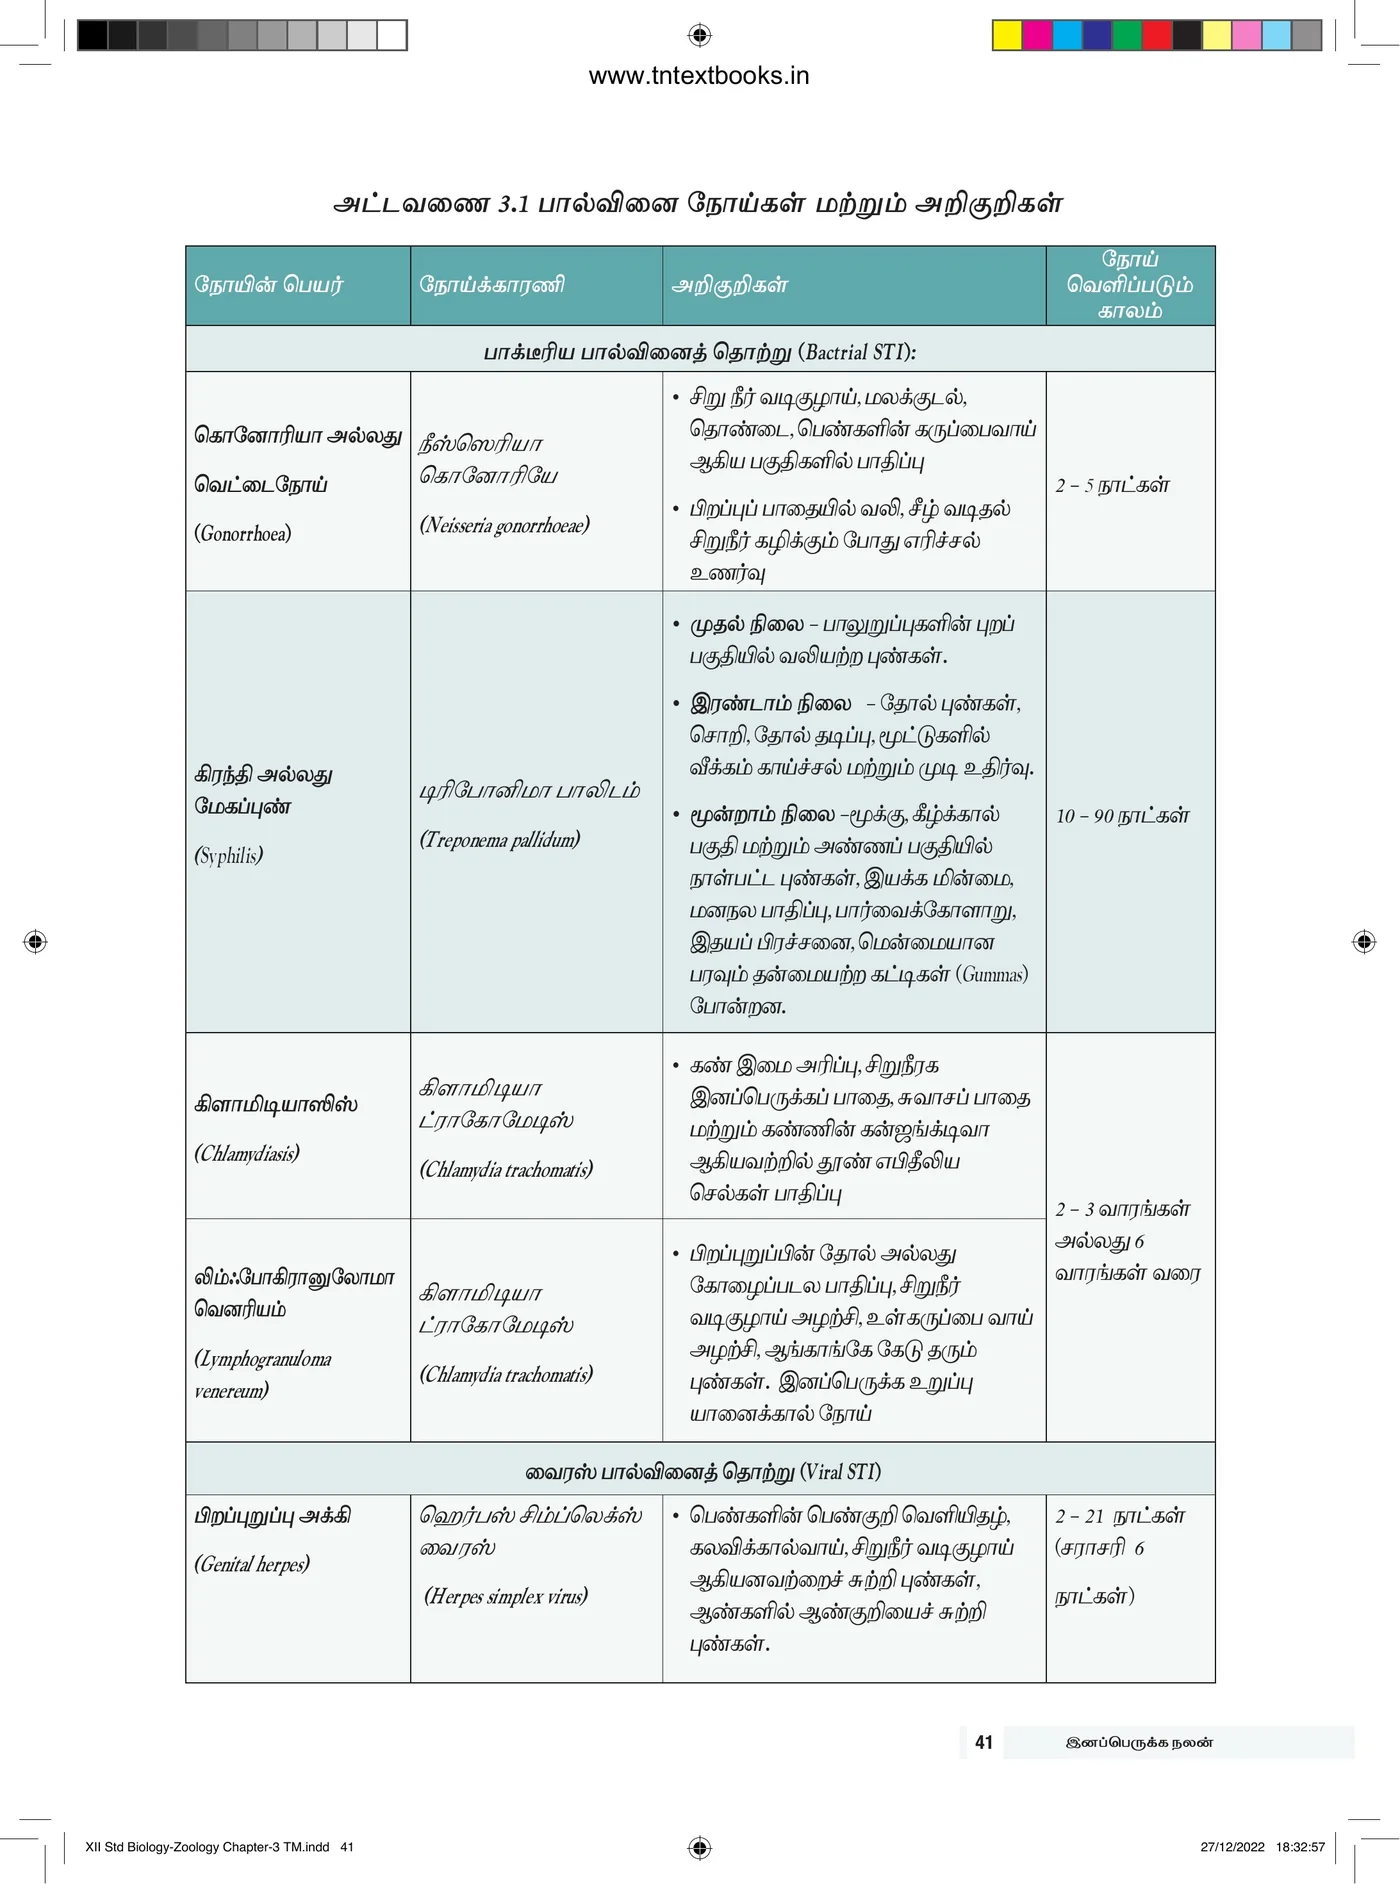 www.tntextbooks.in
அட்டவணை 3.1 பால்வினை நோய்கள் மற்றும் அறிகுறிகள்
நோயின் பெயர்
நோய்க்காரணி
அறிகுறிகள்
நோய்
வெளிப்படும்
காலம்
பாக்டீரிய பால்வினைத் தொற்று (Bactrial STI):
கொனோரியா அல்லது
வெட்டைநோய்
(Gonorrhoea)
நீஸ்ஸெரியா
கொனோரியே
(Neisseria gonorrhoeae)
• சிறு நீர் வடிகுழாய், மலக்குடல்,
தொண்டை, பெண்களின் கருப்பைவாய்
ஆகிய பகுதிகளில் பாதிப்பு
• பிறப்புப் பாதையில் வலி, சீழ் வடிதல்
சிறுநீர் கழிக்கும் போது எரிச்சல்
உணர்வு
2 – 5 நாட்கள்
கிரந்தி அல்லது
மேகப்புண்
(Syphilis)
டிரிபோனிமா பாலிடம்
(Treponema pallidum)
• முதல் நிலை – பாலுறுப்புகளின் புறப்
பகுதியில் வலியற்ற புண்கள்.
• இரண்டாம் நிலை – தோல் புண்கள்,
சொறி, தோல் தடிப்பு, மூட்டுகளில்
வீக்கம் காய்ச்சல் மற்றும் முடி உதிர்வு.
• மூன்றாம் நிலை –மூக்கு, கீழ்க்கால்
பகுதி மற்றும் அண்ணப் பகுதியில்
நாள்பட்ட புண்கள், இயக்க மின்மை,
மனநல பாதிப்பு, பார்வைக்கோளாறு,
இதயப் பிரச்சனை, மென்மையான
பரவும் தன்மையற்ற கட்டிகள் (Gummas)
போன்றன.
10 – 90 நாட்கள்
கிளாமிடியாஸிஸ்
(Chlamydiasis)
கிளாமிடியா
ட்ராகோமேடிஸ்
(Chlamydia trachomatis)
• கண் இமை அரிப்பு, சிறுநீரக
இனப்பெருக்கப் பாதை, சுவாசப் பாதை
மற்றும் கண்ணின் கன்ஜங்க்டிவா
ஆகியவற்றில் தூண் எபிதீலிய
செல்கள் பாதிப்பு
2 – 3 வாரங்கள்
அல்லது 6
வாரங்கள் வரை
லிம்ஃபோகிரானுலோமா
வெனரியம்
(Lymphogranuloma
venereum)
கிளாமிடியா
ட்ராகோமேடிஸ்
(Chlamydia trachomatis)
• பிறப்புறுப்பின் தோல் அல்லது
கோழைப்படல பாதிப்பு, சிறுநீர்
வடிகுழாய் அழற்சி, உள்கருப்பை வாய்
அழற்சி, ஆங்காங்கே கேடு தரும்
புண்கள். இனப்பெருக்க உறுப்பு
யானைக்கால் நோய்
வைரஸ் பால்வினைத் தொற்று (Viral STI)
பிறப்புறுப்பு அக்கி
(Genital herpes)
ஹெர்பஸ் சிம்ப்லெக்ஸ்
வைரஸ்
(Herpes simplex virus)
• பெண்களின் பெண்குறி வெளியிதழ்,
கலவிக்கால்வாய், சிறுநீர் வடிகுழாய்
ஆகியனவற்றைச் சுற்றி புண்கள்,
ஆண்களில் ஆண்குறியைச் சுற்றி
புண்கள்.
2 – 21 நாட்கள்
(சராசரி 6
நாட்கள்)
41 இனப்பெருக்க நலன்
XII Std Biology-Zoology Chapter-3 TM.indd 41
27/12/2022 18:32:57